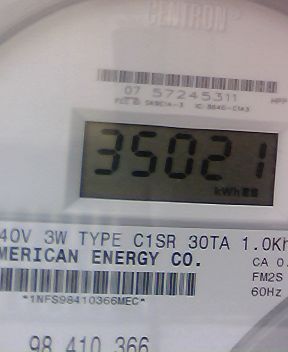 CENTRON®
07 57245311
35021
kWh
40V 3W TYPE C1SR 30TA 1.0Kh
MERICAN ENERGY CO.
CA 0.
FM2S
*1NFS98410366MEC*
60Hz
98 410 366